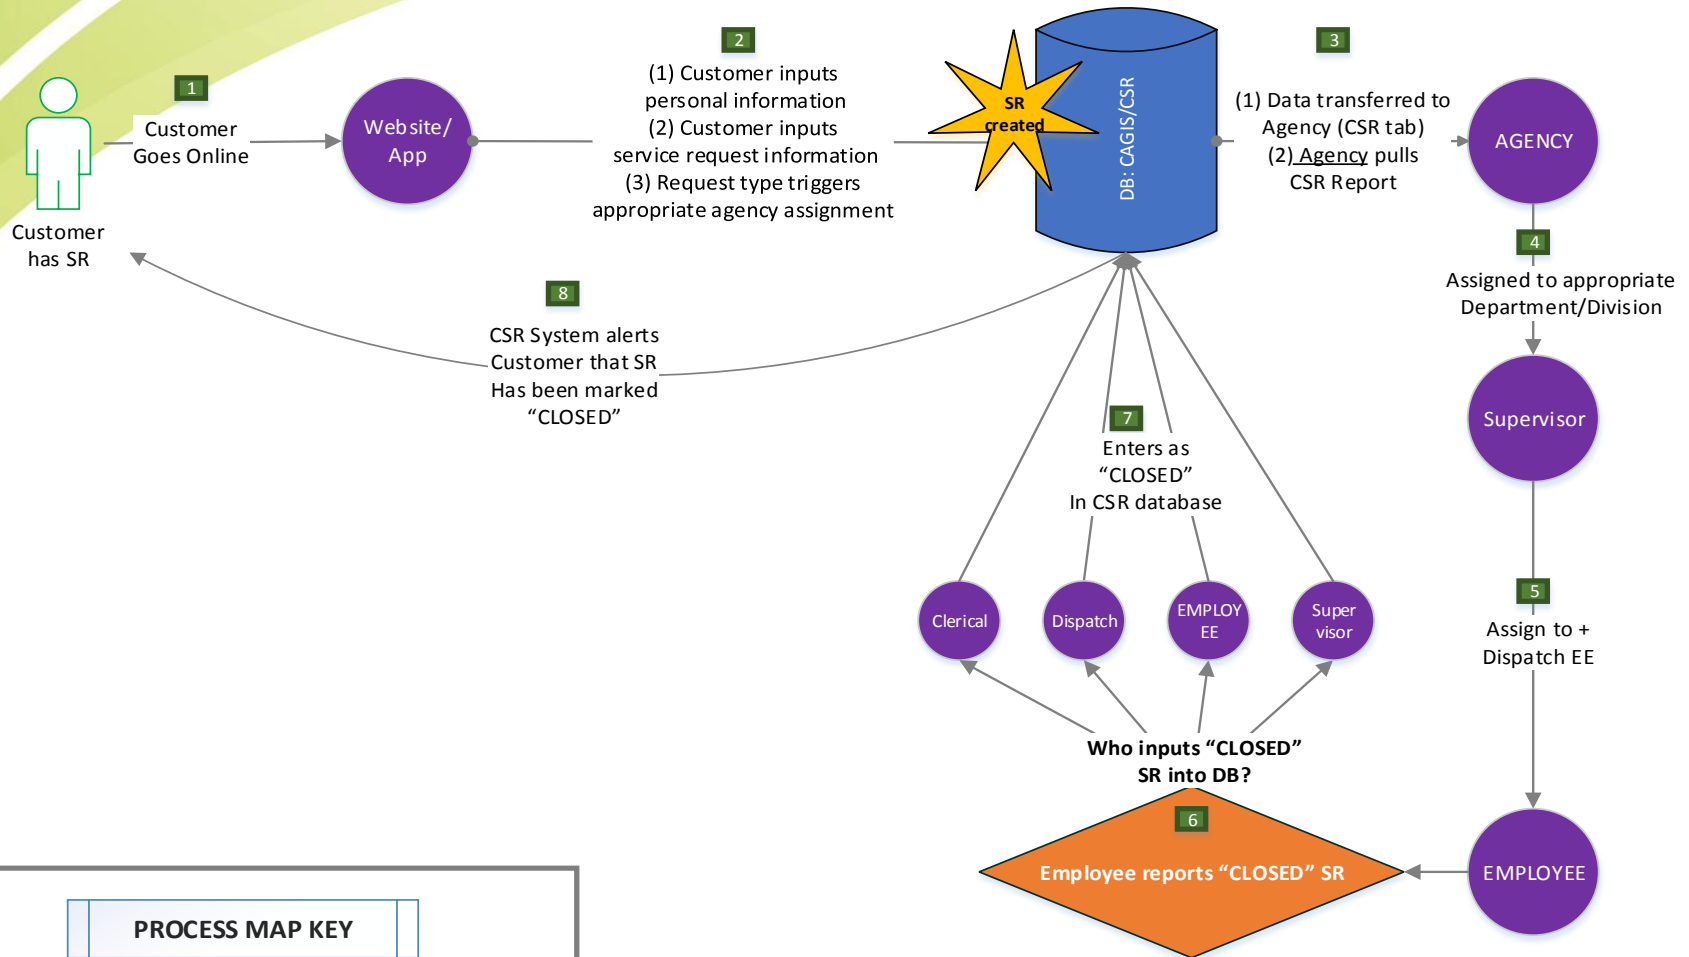 1
Customer
Goes Online
Customer
has SR
Website/
App
2
(1) Customer inputs
personal information
(2) Customer inputs
service request information
(3) Request type triggers
appropriate agency assignment
SR
created
DB: CAGIS/CSR
3
(1) Data transferred to
Agency (CSR tab)
(2) Agency pulls
CSR Report
AGENCY
4
Assigned to appropriate
Department/Division
Supervisor
5
Assign to +
Dispatch EE
EMPLOYEE
6
Employee reports “CLOSED” SR
Who inputs “CLOSED”
SR into DB?
Clerical
Dispatch
EMPLOY
EE
Super
visor
7
Enters as
“CLOSED”
In CSR database
8
CSR System alerts
Customer that SR
Has been marked
“CLOSED”
PROCESS MAP KEY